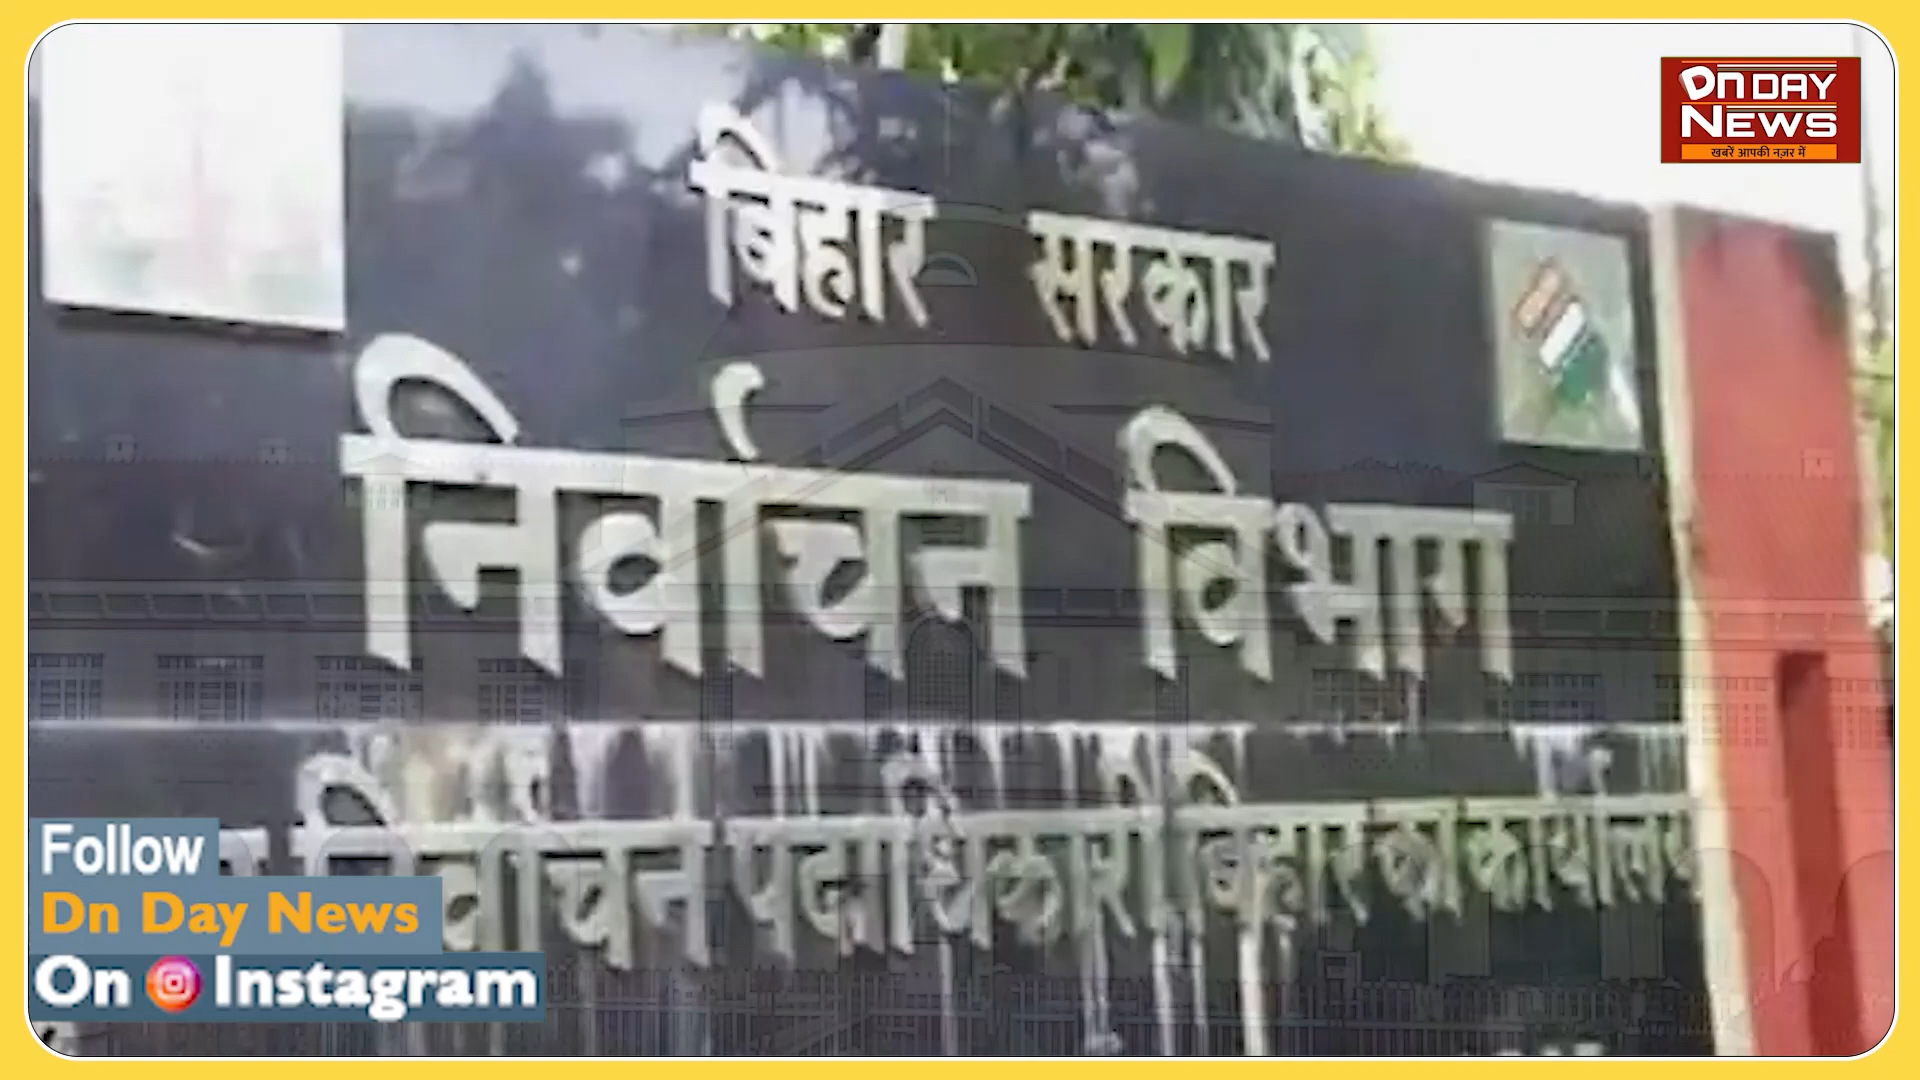 Dn DAY
NEWS
खबरें आपकी नज़र में
बिहार सरकार
निर्वाचन विभाग
निर्वाचन पदाधिकारी बिहार का कार्यालय
Follow
Dn Day News
On Instagram